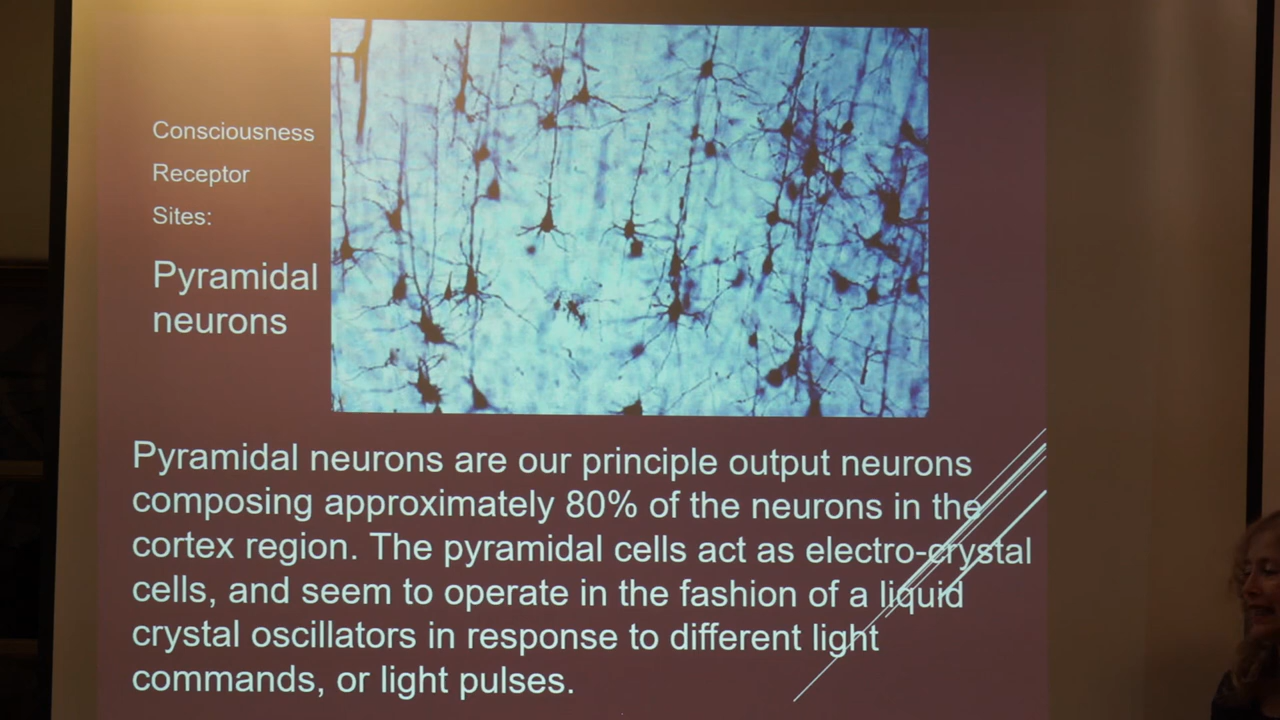 Consciousness
Receptor
Sites:
Pyramidal
neurons
Pyramidal neurons are our principle output neurons
composing approximately 80% of the neurons in the
cortex region. The pyramidal cells act as electro-crystal
cells, and seem to operate in the fashion of a liquid
crystal oscillators in response to different light
commands, or light pulses.